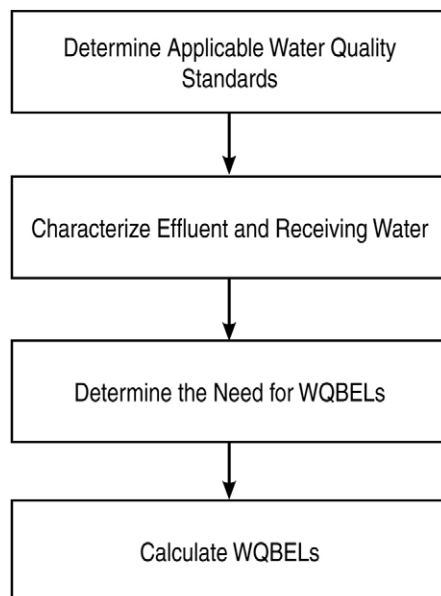 Determine Applicable Water Quality
Standards
Characterize Effluent and Receiving Water
Determine the Need for WQBELs
Calculate WQBELs